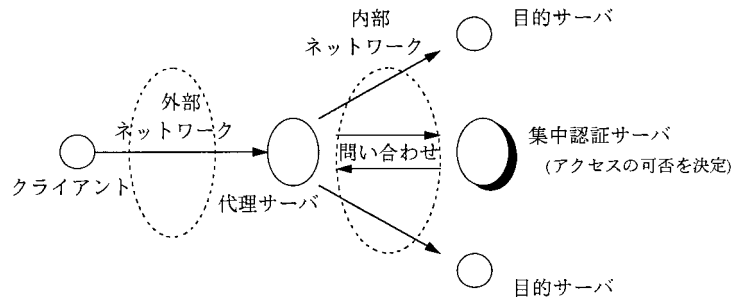 内部
ネットワーク
目的サーバ
外部
ネットワーク
クライアント
代理サーバ
問い合わせ
集中認証サーバ
(アクセスの可否を決定)
目的サーバ